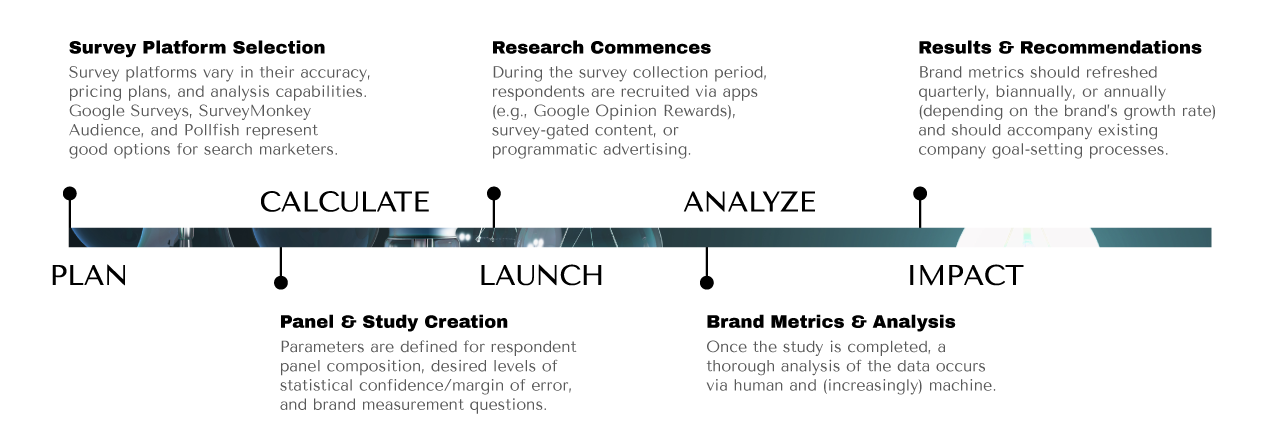 Survey Platform Selection
Survey platforms vary in their accuracy,
pricing plans, and analysis capabilities.
Google Surveys, SurveyMonkey
Audience, and Pollfish represent
good options for search marketers.
Research Commences
During the survey collection period,
respondents are recruited via apps
(e.g., Google Opinion Rewards),
survey-gated content, or
programmatic advertising.
Results & Recommendations
Brand metrics should refreshed
quarterly, biannually, or annually
(depending on the brand's growth rate)
and should accompany existing
company goal-setting processes.
CALCULATE
ANALYZE
PLAN
LAUNCH
IMPACT
Panel & Study Creation
Parameters are defined for respondent
panel composition, desired levels of
statistical confidence/margin of error,
and brand measurement questions.
Brand Metrics & Analysis
Once the study is completed, a
thorough analysis of the data occurs
via human and (increasingly) machine.